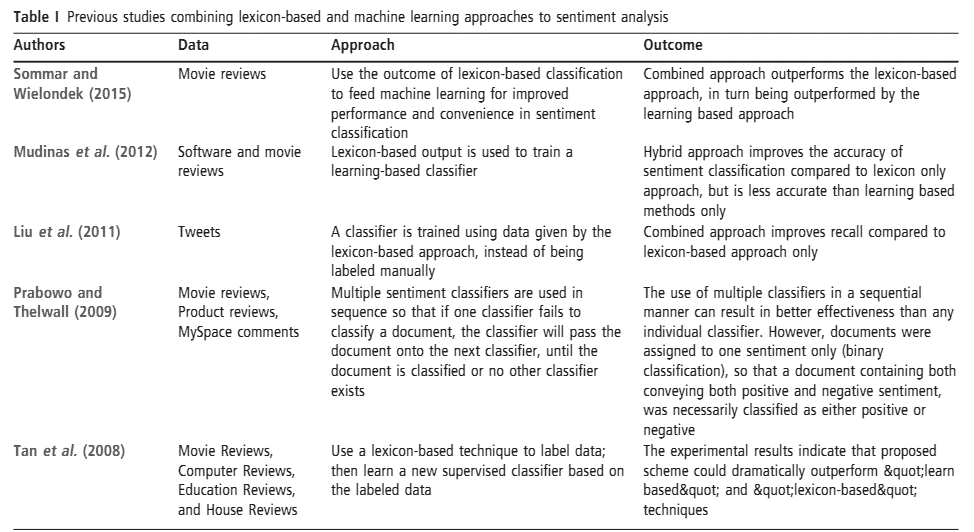 Table I Previous studies combining lexicon-based and machine learning approaches to sentiment analysis
Authors Data Approach Outcome
Sommar and Wielondek (2015)
Movie reviews
Use the outcome of lexicon-based classification
to feed machine learning for improved
performance and convenience in sentiment
classification
Combined approach outperforms the lexicon-based
approach, in turn being outperformed by the
learning based approach
Mudinas et al. (2012)
Software and movie
reviews
Lexicon-based output is used to train a
learning-based classifier
Hybrid approach improves the accuracy of
sentiment classification compared to lexicon only
approach, but is less accurate than learning based
methods only
Liu et al. (2011)
Tweets
A classifier is trained using data given by the
lexicon-based approach, instead of being
labeled manually
Combined approach improves recall compared to
lexicon-based approach only
Prabowo and
Thelwall (2009)
Movie reviews,
Product reviews,
MySpace comments
Multiple sentiment classifiers are used in
sequence so that if one classifier fails to
classify a document, the classifier will pass the
document onto the next classifier, until the
document is classified or no other classifier
exists
The use of multiple classifiers in a sequential
manner can result in better effectiveness than any
individual classifier. However, documents were
assigned to one sentiment only (binary
classification), so that a document containing both
conveying both positive and negative sentiment,
was necessarily classified as either positive or
negative
Tan et al. (2008)
Movie Reviews,
Computer Reviews,
Education Reviews,
and House Reviews
Use a lexicon-based technique to label data;
then learn a new supervised classifier based on
the labeled data
The experimental results indicate that proposed
scheme could dramatically outperform &quot;learn
based&quot; and &quot;lexicon-based&quot;
techniques